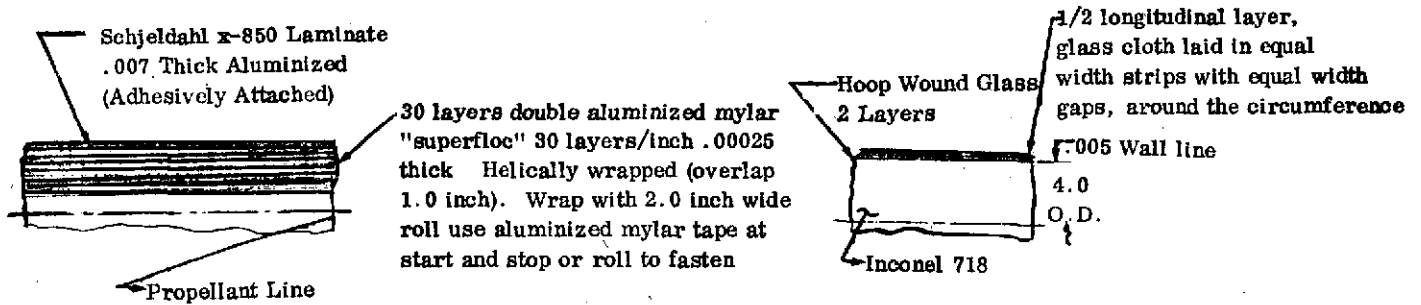 Schjeldahl x-850 Laminate
.007 Thick Aluminized
(Adhesively Attached)
30 layers double aluminized mylar
"superfloc" 30 layers/inch .00025
thick Helically wrapped (overlap
1.0 inch). Wrap with 2.0 inch wide
roll use aluminized mylar tape at
start and stop or roll to fasten
Propellant Line
Hoop Wound Glass
2 Layers
1/2 longitudinal layer,
glass cloth laid in equal
width strips with equal width
gaps, around the circumference
.005 Wall line
4.0
O.D.
Inconel 718